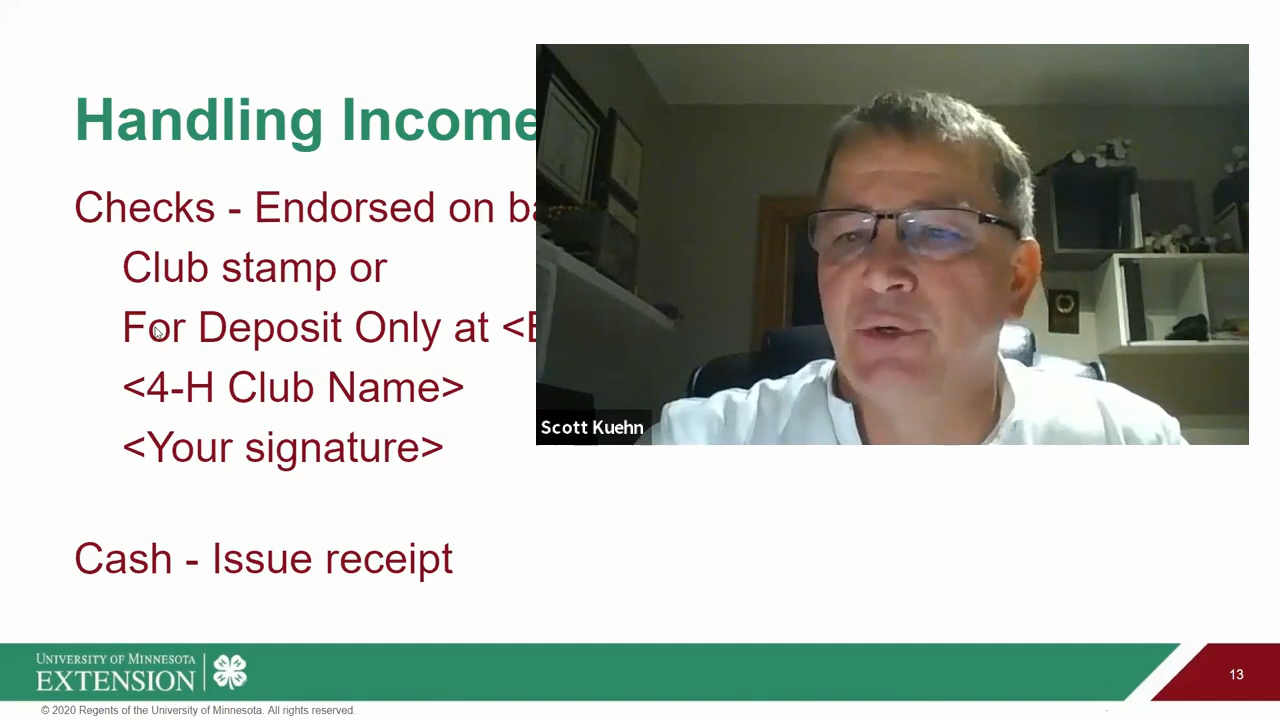 Handling Income
Checks - Endorsed on
Club stamp or
For Deposit Only at
<4-H Club Name>
<Your signature>
Scott Kuehn
Cash - Issue receipt
UNIVERSITY OF MINNESOTA
EXTENSION
13
© 2020 Regents of the University of Minnesota. All rights reserved.